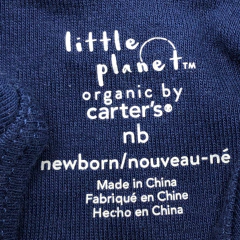 little
planet™
organic by
carter's®
nb
newborn/nouveau-né
Made in China
Fabriqué en Chine
Hecho en China